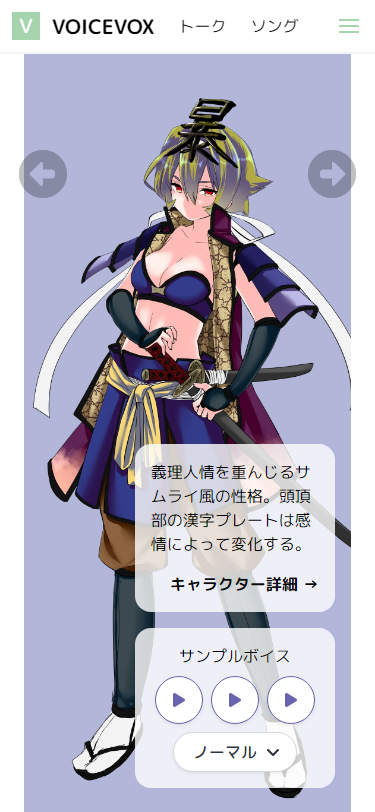 V VOICEVOX トーク ソング
暴
義理人情を重んじるサ
ムライ風の性格。頭頂
部の漢字プレートは感
情によって変化する。
キャラクター詳細 →
サンプルボイス
ノーマル